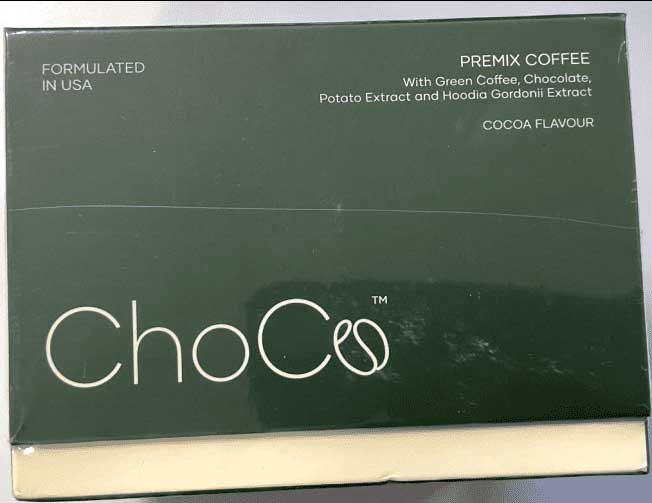 FORMULATED
IN USA
PREMIX COFFEE
With Green Coffee, Chocolate,
Potato Extract and Hoodia Gordonii Extract
COCOA FLAVOUR
ChoCo™